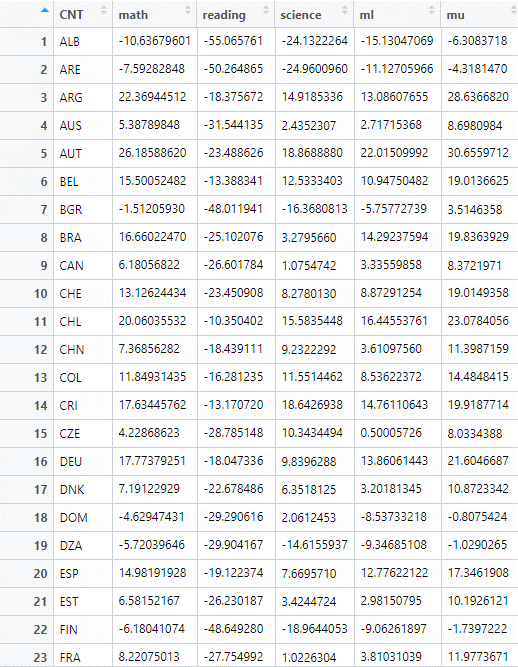 CNT math reading science ml mu
1 ALB -10.63679601 -55.065761 -24.1322264 -15.13047069 -6.3083718
2 ARE -7.59282848 -50.264865 -24.9600960 -11.12705966 -4.3181470
3 ARG 22.36944512 -18.375672 14.9185336 13.08607655 28.6366820
4 AUS 5.38789848 -31.544135 2.4352307 2.71715368 8.6980984
5 AUT 26.18588620 -23.488626 18.8688880 22.01509992 30.6559712
6 BEL 15.50052482 -13.388341 12.5333403 10.94750482 19.0136625
7 BGR -1.51205930 -48.011941 -16.3680813 -5.75772739 3.5146358
8 BRA 16.66022470 -25.102076 3.2795660 14.29237594 19.8363929
9 CAN 6.18056822 -26.601784 1.0754742 3.33559858 8.3721971
10 CHE 13.12624434 -23.450908 8.2780130 8.87291254 19.0149358
11 CHL 20.06035532 -10.350402 15.5835448 16.44553761 23.0784056
12 CHN 7.36856282 -18.439111 9.2322292 3.61097560 11.3987159
13 COL 11.84931435 -16.281235 11.5514462 8.53622372 14.4848415
14 CRI 17.63445762 -13.170720 18.6426938 14.76110643 19.9187714
15 CZE 4.22868623 -28.785148 10.3434494 0.50005726 8.0334388
16 DEU 17.77379251 -18.047336 9.8396288 13.86061443 21.6046687
17 DNK 7.19122929 -22.678486 6.3518125 3.20181345 10.8723342
18 DOM -4.62947431 -29.290616 2.0612453 -8.53733218 -0.8075424
19 DZA -5.72039646 -29.904167 -14.6155937 -9.34685108 -1.0290265
20 ESP 14.98191928 -19.122374 7.6695710 12.77622122 17.3461908
21 EST 6.58152167 -26.230187 3.4244724 2.98150795 10.1926121
22 FIN -6.18041074 -48.649280 -18.9644053 -9.06261897 -1.7397222
23 FRA 8.22075013 -27.754992 1.0226304 3.81031039 11.9773671